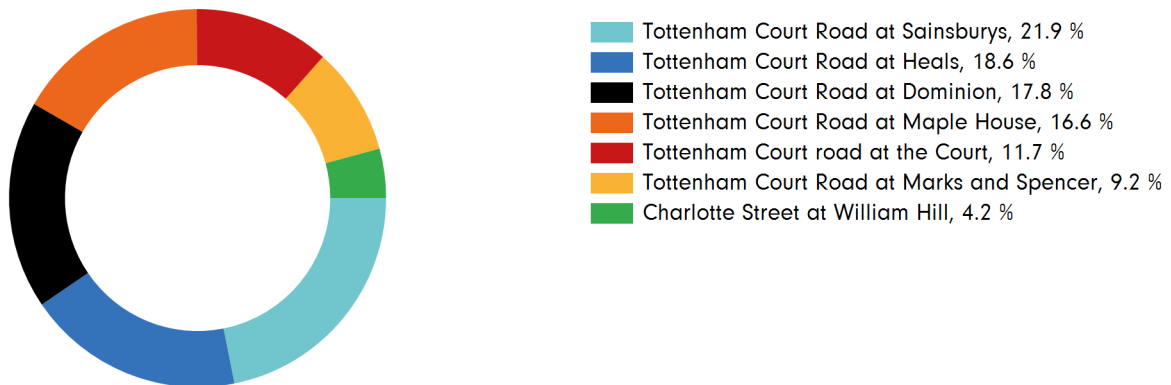 Tottenham Court Road at Sainsburys, 21.9 %
Tottenham Court Road at Heals, 18.6 %
Tottenham Court Road at Dominion, 17.8 %
Tottenham Court Road at Maple House, 16.6 %
Tottenham Court road at the Court, 11.7 %
Tottenham Court Road at Marks and Spencer, 9.2 %
Charlotte Street at William Hill, 4.2 %